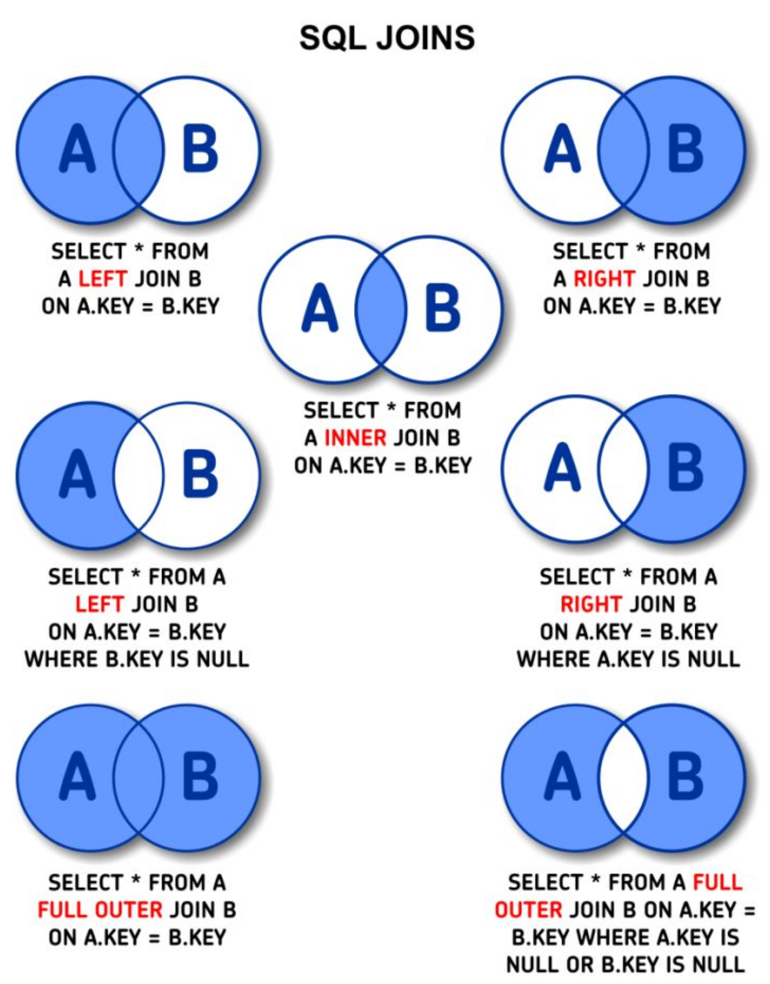 SQL JOINS
A B
SELECT * FROM
A LEFT JOIN B
ON A.KEY = B.KEY
A B
SELECT * FROM
A RIGHT JOIN B
ON A.KEY = B.KEY
A B
SELECT * FROM
A INNER JOIN B
ON A.KEY = B.KEY
A B
SELECT * FROM A
LEFT JOIN B
ON A.KEY = B.KEY
WHERE B.KEY IS NULL
A B
SELECT * FROM A
RIGHT JOIN B
ON A.KEY = B.KEY
WHERE A.KEY IS NULL
A B
SELECT * FROM A
FULL OUTER JOIN B
ON A.KEY = B.KEY
A B
SELECT * FROM A FULL
OUTER JOIN B ON A.KEY =
B.KEY WHERE A.KEY IS
NULL OR B.KEY IS NULL